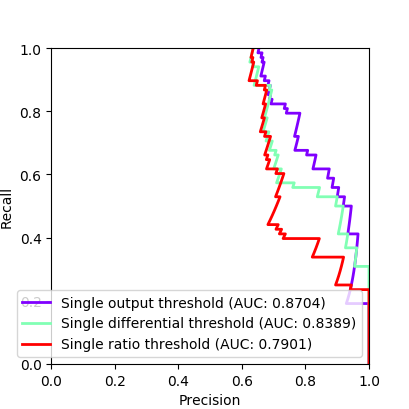 1.0
0.8
0.6
0.4
0.2
0.0
Recall
Single output threshold (AUC: 0.8704)
Single differential threshold (AUC: 0.8389)
Single ratio threshold (AUC: 0.7901)
0.0 0.2 0.4 0.6 0.8 1.0
Precision